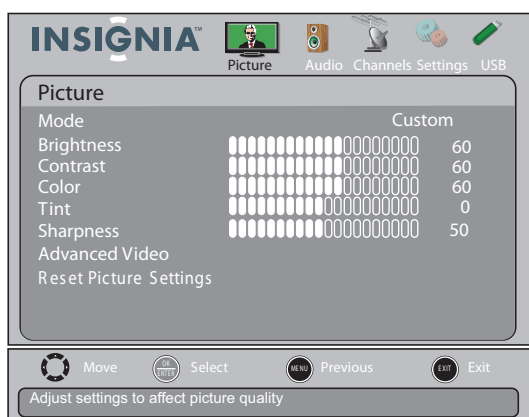 INSIGNIA™
Picture Audio Channels Settings USB
Picture
Mode Custom
Brightness 60
Contrast 60
Color 60
Tint 0
Sharpness 50
Advanced Video
Reset Picture Settings
Move OK ENTER Select MENU Previous EXIT Exit
Adjust settings to affect picture quality